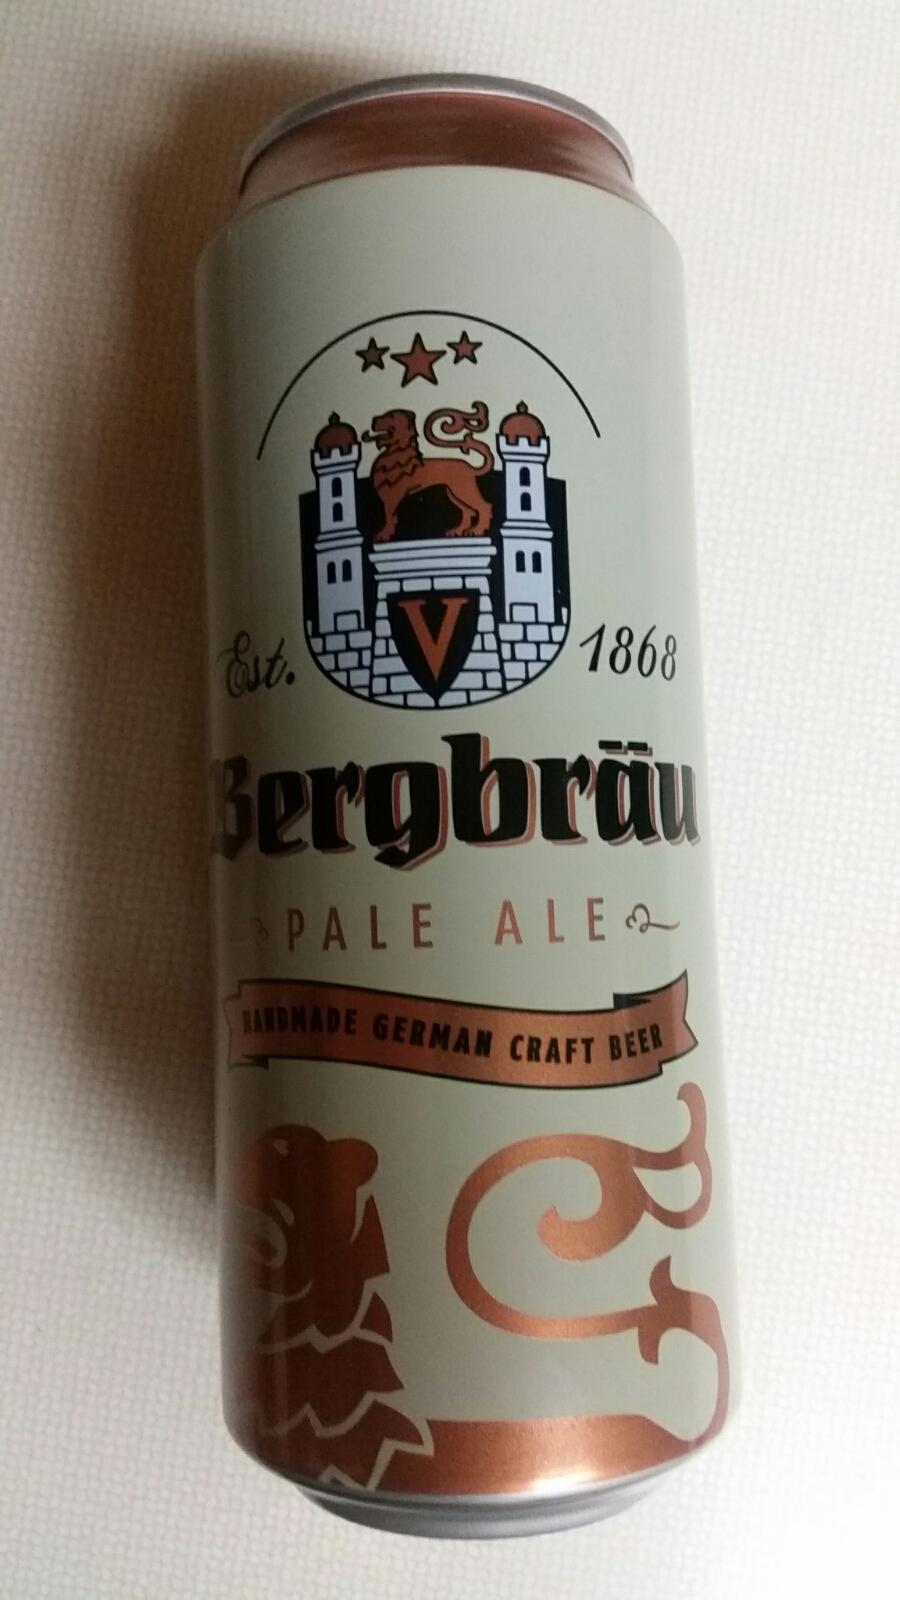 V
Est. 1868
Bergbräu
PALE ALE
HANDMADE GERMAN CRAFT BEER